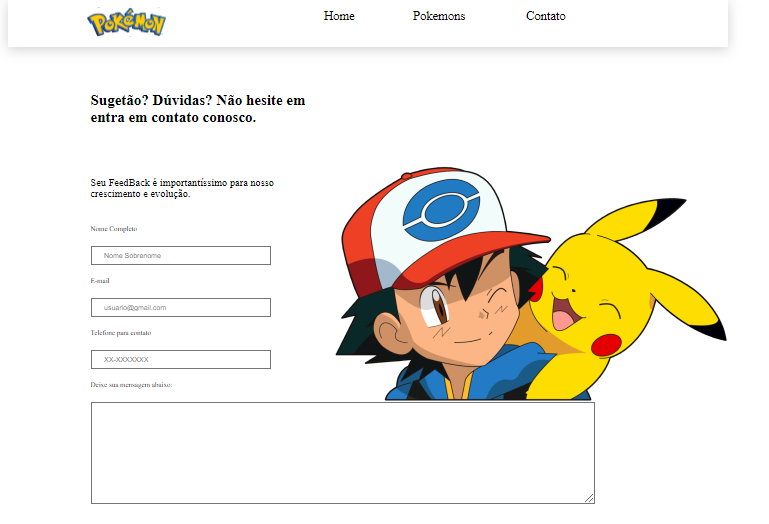 POKéMON
Home
Pokemons
Contato
Sugetão? Dúvidas? Não hesite em
entra em contato conosco.
Seu FeedBack é importantíssimo para nosso
crescimento e evolução.
Nome Completo
Nome Sobrenome
E-mail
usuario@gmail.com
Telefone para contato
XX-XXXXXXX
Deixe sua mensagem abaixo: